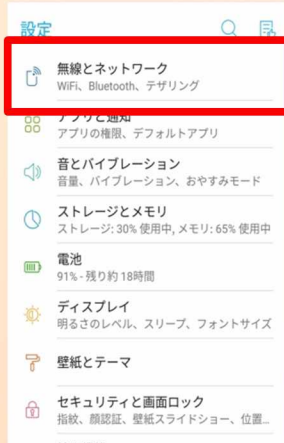 設定
無線とネットワーク
WiFi、Bluetooth、テザリング
アプリと通知
アプリの権限、デフォルトアプリ
音とバイブレーション
音量、バイブレーション、おやすみモード
ストレージとメモリ
ストレージ: 30% 使用中, メモリ: 65% 使用中
電池
91% - 残り約 18時間
ディスプレイ
明るさのレベル、スリープ、フォントサイズ
壁紙とテーマ
セキュリティと画面ロック
指紋、顔認証、壁紙スライドショー、位置...